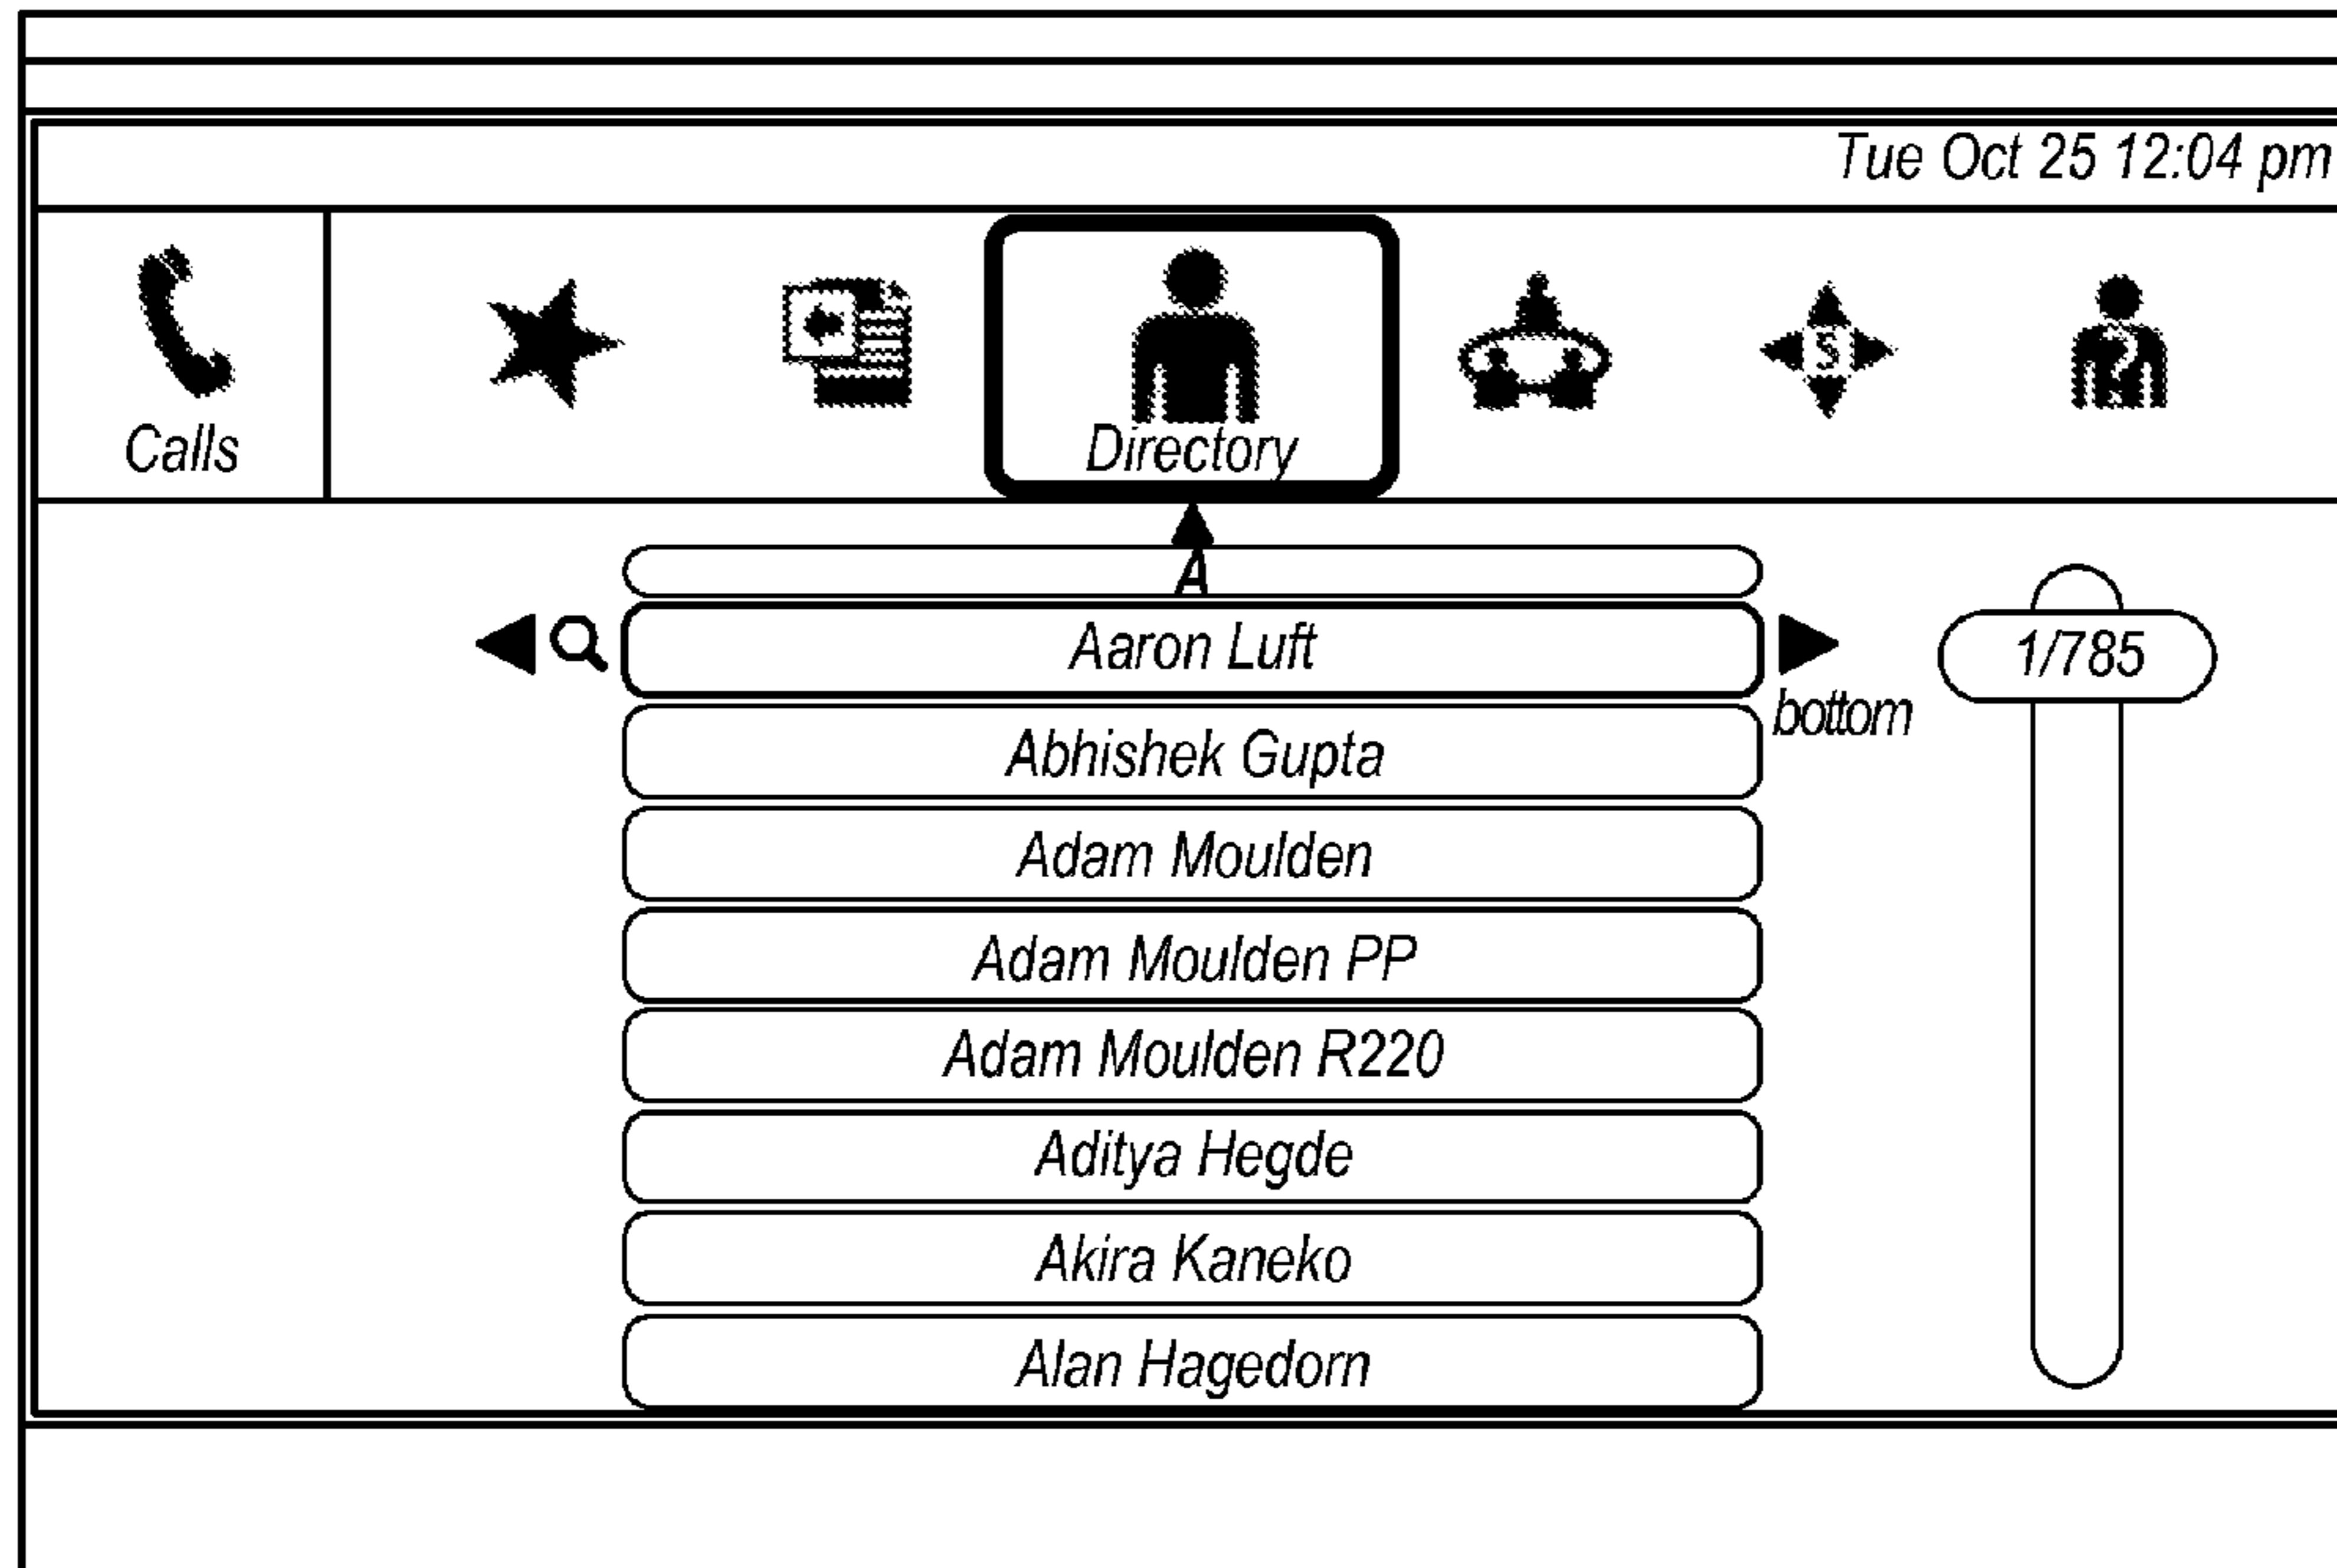 Tue Oct 25 12:04 pm
Calls
Directory
A
Aaron Luft
1/785
bottom
Abhishek Gupta
Adam Moulden
Adam Moulden PP
Adam Moulden R220
Aditya Hegde
Akira Kaneko
Alan Hagedorn
S